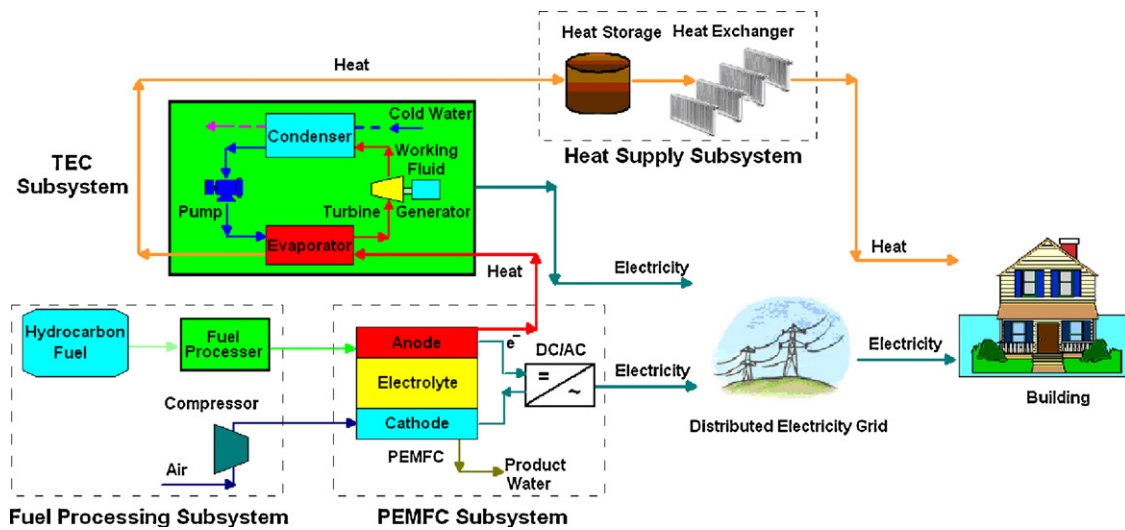 Heat Storage
Heat Exchanger
Heat
Heat Supply Subsystem
TEC
Subsystem
Cold Water
Condenser
Working
Fluid
Pump
Turbine
Generator
Evaporator
Heat
Electricity
Heat
Hydrocarbon
Fuel
Fuel
Processer
Compressor
Air
Fuel Processing Subsystem
Anode
Electrolyte
Cathode
e⁻
DC/AC
=
~
PEMFC
Product
Water
PEMFC Subsystem
Electricity
Distributed Electricity Grid
Electricity
Building